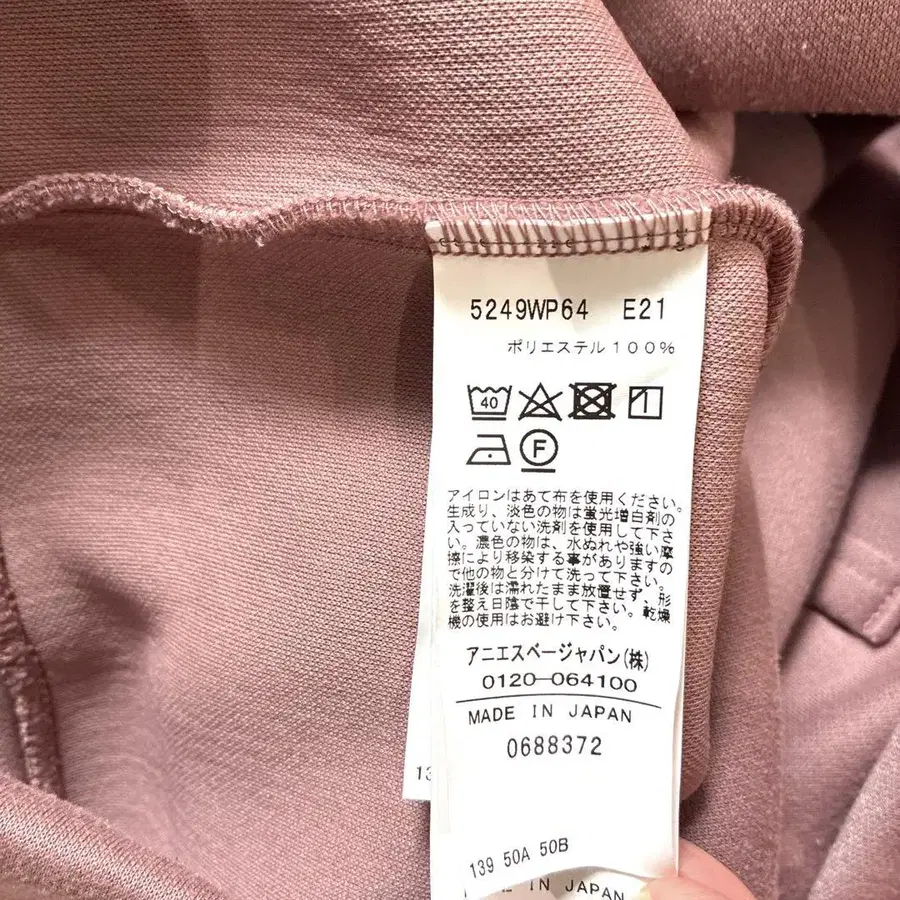 5249WP64 E21
ポリエステル100%
40
アイロンはあて布を使用ください。
生成り、淡色の物は蛍光増白剤の
入っていない洗剤を使用して下さ
い。濃色の物は、水ぬれや強い摩
擦により移染する事がありますの
で他の物と分けて洗って下さい。
洗濯後は濡れたまま放置せず、形
を整え日陰で干して下さい。乾燥
機の使用はお避け下さい。
アニエスベージャパン(株)
0120-064100
MADE IN JAPAN
0688372
13
139 50A 50B
IN JAPAN